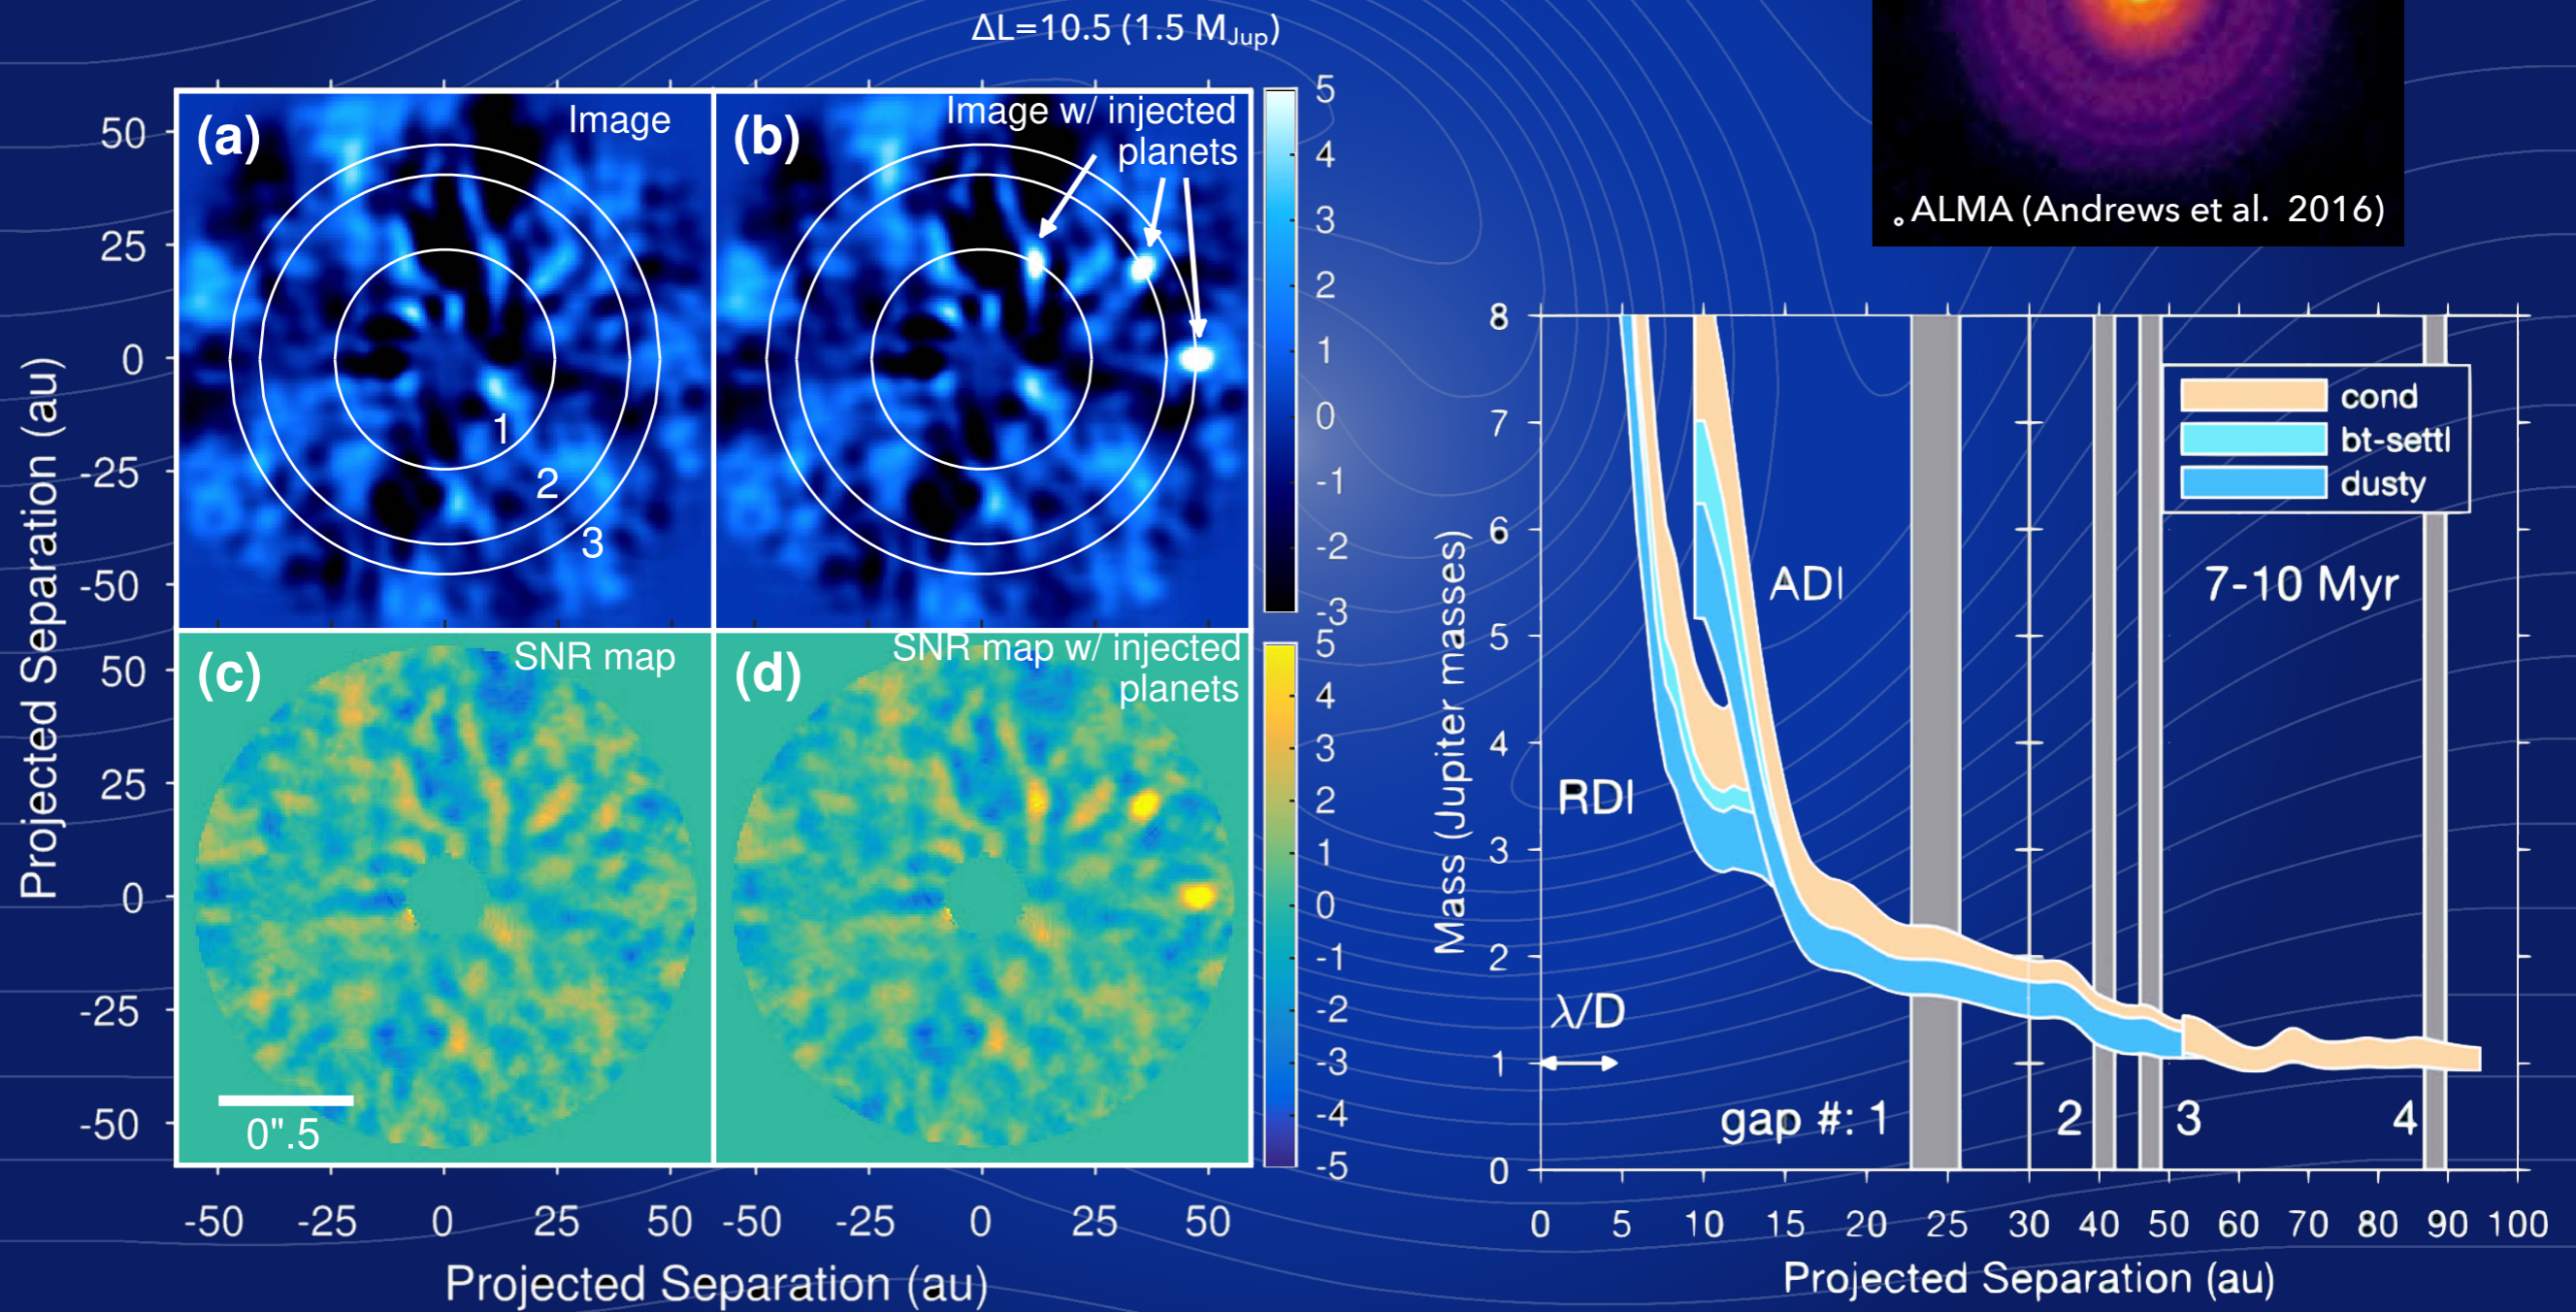 ΔL=10.5 (1.5 MJup)
(a)
Image
(b)
Image w/ injected
planets
1
2
3
(c)
SNR map
(d)
SNR map w/ injected
planets
0".5
Projected Separation (au)
50
25
0
-25
-50
50
25
0
-25
-50
-50 -25 0 25 50 -50 -25 0 25 50
Projected Separation (au)
5
4
3
2
1
0
-1
-2
-3
5
4
3
2
1
0
-1
-2
-3
-4
-5
ALMA (Andrews et al. 2016)
Mass (Jupiter masses)
8
7
6
5
4
3
2
1
0
cond
bt-settl
dusty
ADI
7-10 Myr
RDI
λ/D
gap #: 1 2 3 4
0 5 10 15 20 25 30 40 50 60 70 80 90 100
Projected Separation (au)